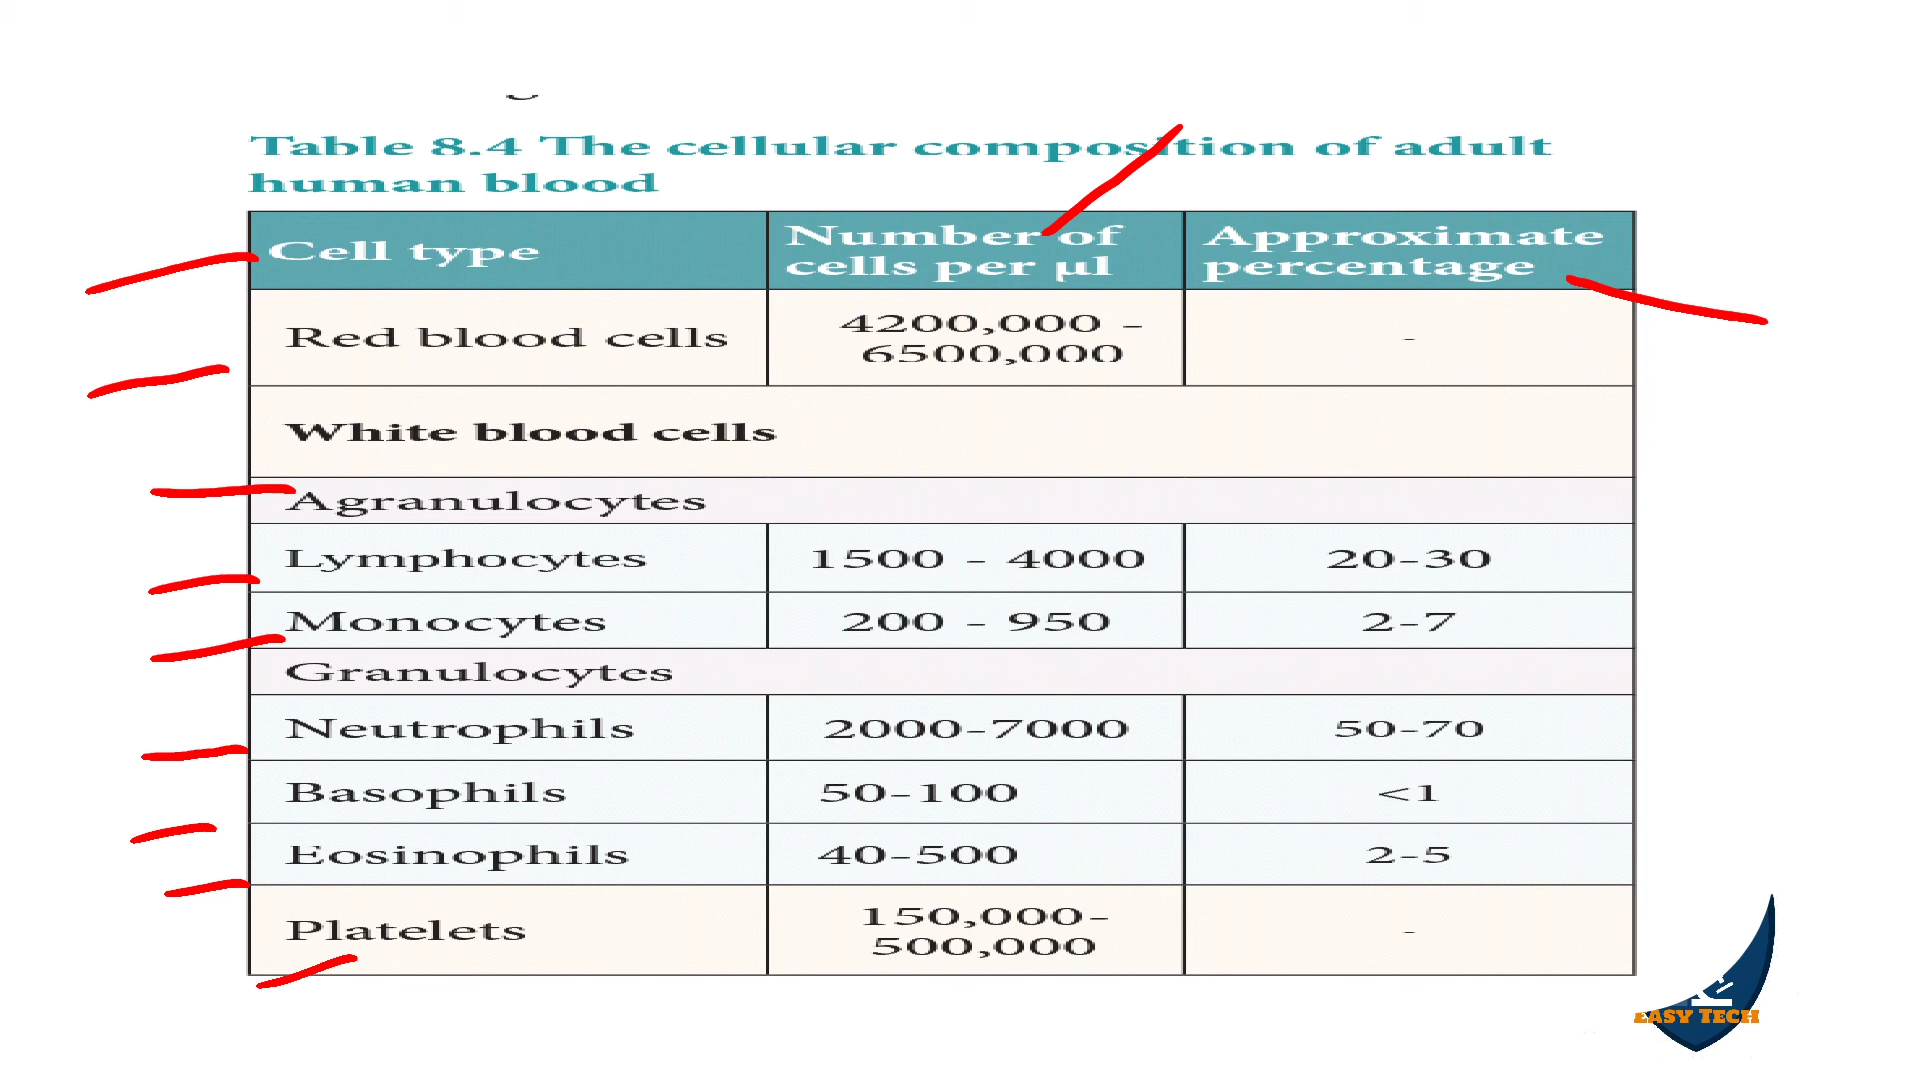 Table 8.4 The cellular composition of adult
human blood
Cell type
Number of
cells per µl
Approximate
percentage
Red blood cells
4200,000 –
6500,000
-
White blood cells
Agranulocytes
Lymphocytes
1500 - 4000
20-30
Monocytes
200 - 950
2-7
Granulocytes
Neutrophils
2000-7000
50-70
Basophils
50-100
<1
Eosinophils
40-500
2-5
Platelets
150,000-
500,000
-
EASY TECH